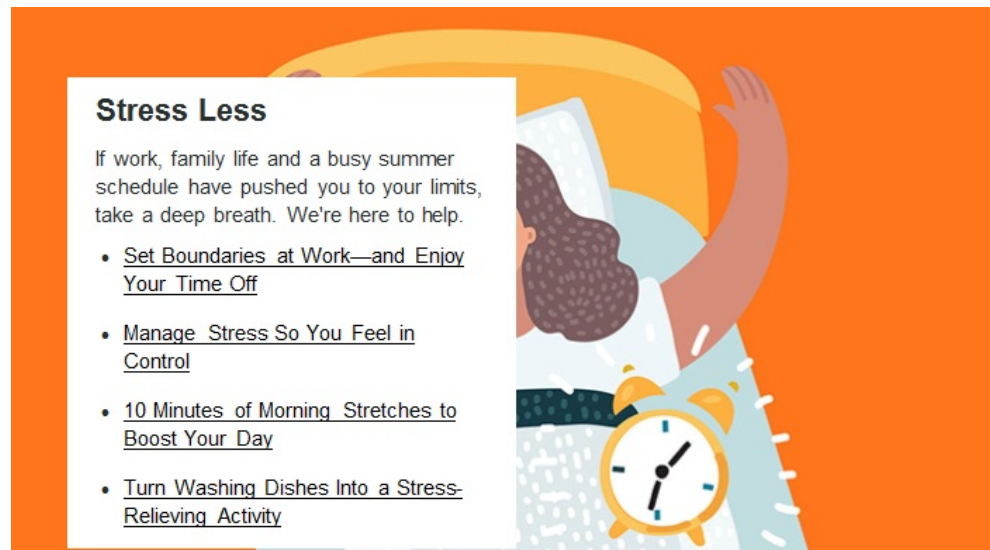 Stress Less
If work, family life and a busy summer
schedule have pushed you to your limits,
take a deep breath. We're here to help.
• Set Boundaries at Work—and Enjoy
Your Time Off
• Manage Stress So You Feel in
Control
• 10 Minutes of Morning Stretches to
Boost Your Day
• Turn Washing Dishes Into a Stress-
Relieving Activity